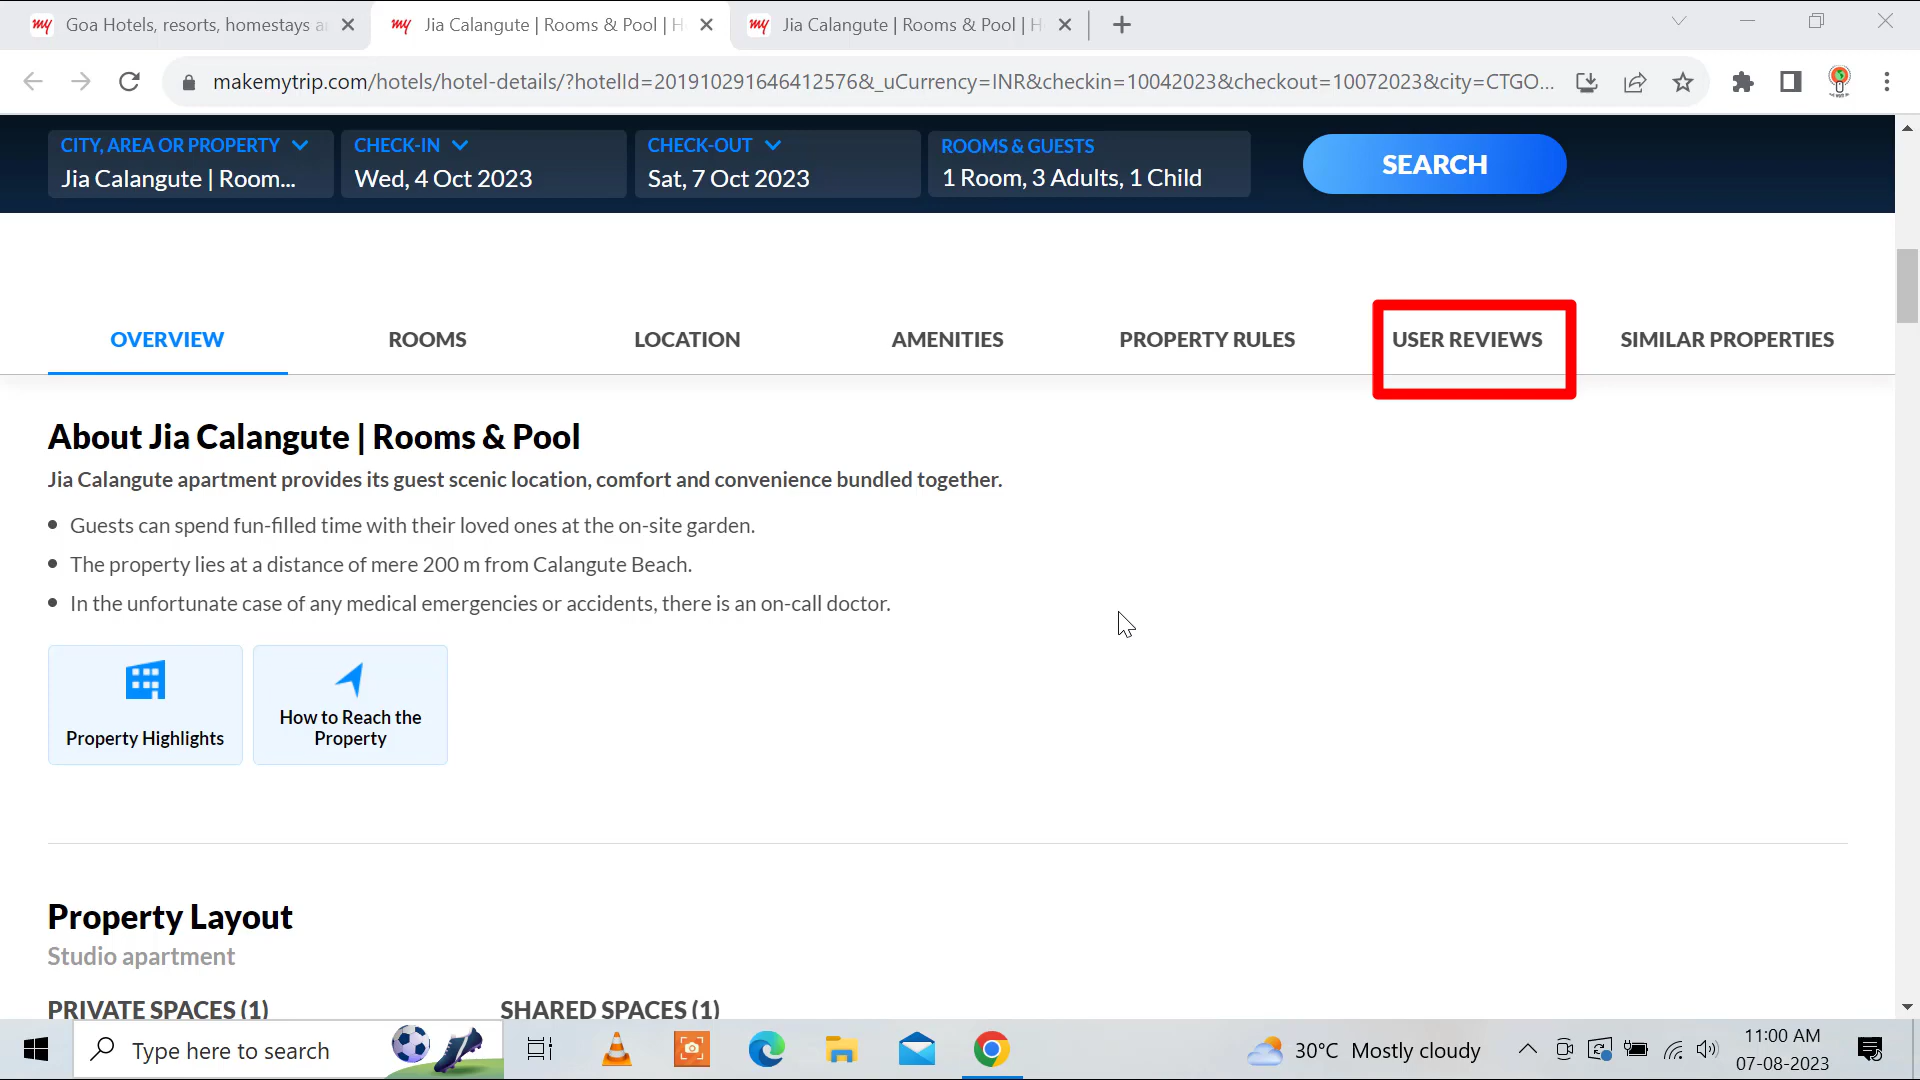 Goa Hotels, resorts, homestays a
Jia Calangute | Rooms & Pool | H
Jia Calangute | Rooms & Pool | H
makemytrip.com/hotels/hotel-details/?hotelId=201910291646412576&_uCurrency=INR&checkin=10042023&checkout=10072023&city=CTGO...
CITY, AREA OR PROPERTY
CHECK-IN
CHECK-OUT
ROOMS & GUESTS
Jia Calangute | Room...
Wed, 4 Oct 2023
Sat, 7 Oct 2023
1 Room, 3 Adults, 1 Child
SEARCH
OVERVIEW
ROOMS
LOCATION
AMENITIES
PROPERTY RULES
USER REVIEWS
SIMILAR PROPERTIES
About Jia Calangute | Rooms & Pool
Jia Calangute apartment provides its guest scenic location, comfort and convenience bundled together.
Guests can spend fun-filled time with their loved ones at the on-site garden.
The property lies at a distance of mere 200 m from Calangute Beach.
In the unfortunate case of any medical emergencies or accidents, there is an on-call doctor.
Property Highlights
How to Reach the
Property
Property Layout
Studio apartment
PRIVATE SPACES (1)
SHARED SPACES (1)
Type here to search
30°C Mostly cloudy
11:00 AM
07-08-2023